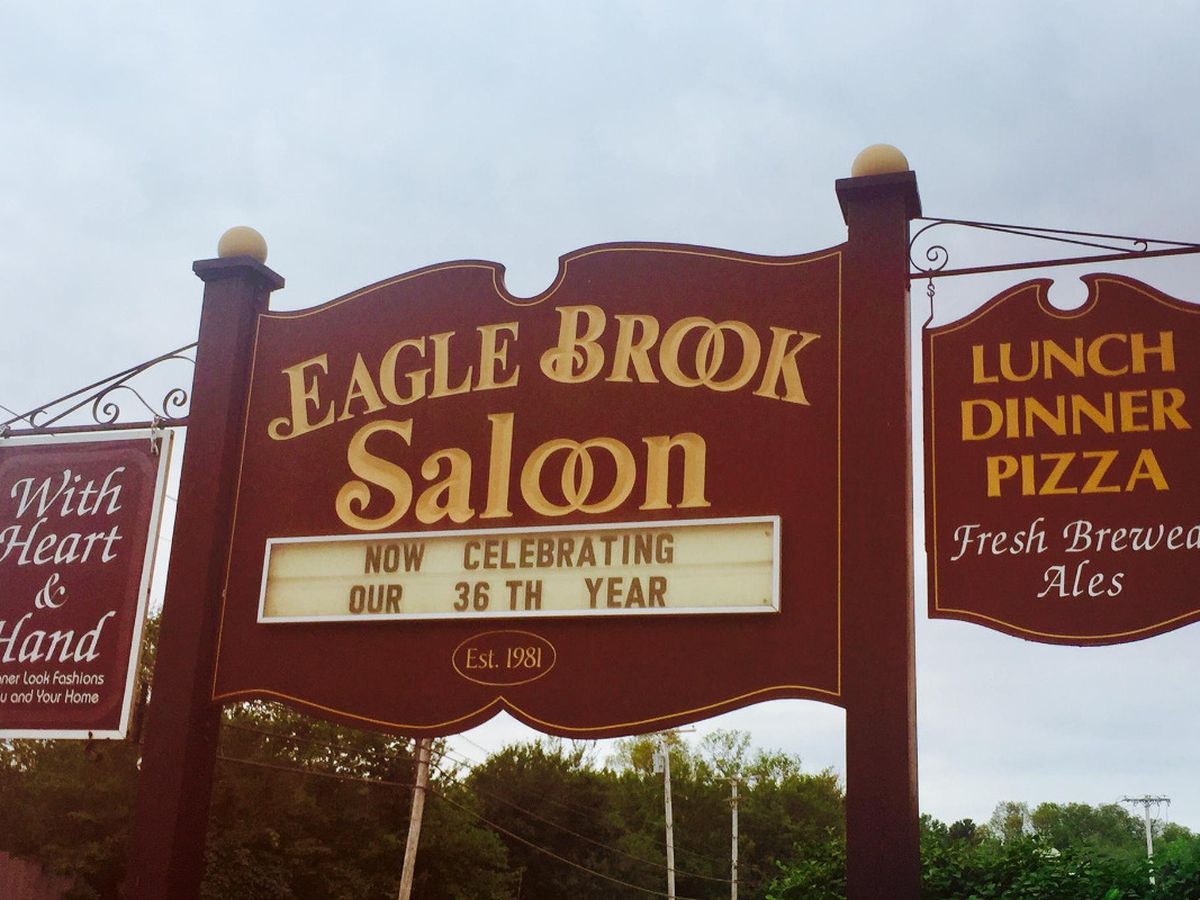 EAGLE BROOK
Saloon
NOW CELEBRATING
OUR 36 TH YEAR
Est. 1981
With
Heart
&
Hand
Look Fashions
and Your Home
LUNCH
DINNER
PIZZA
Fresh Brewed
Ales